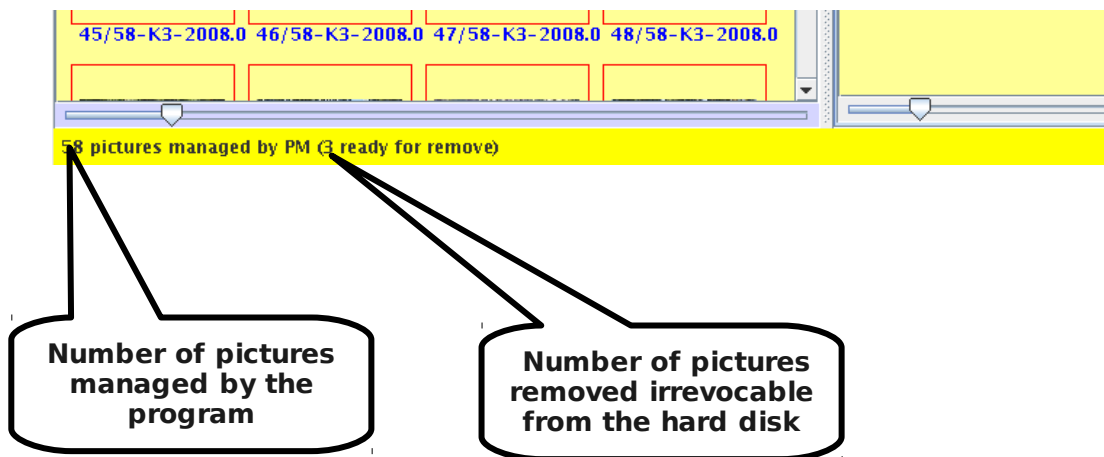 45/58-K3-2008.0 46/58-K3-2008.0 47/58-K3-2008.0 48/58-K3-2008.0
58 pictures managed by PM (3 ready for remove)
Number of pictures
managed by the
program
Number of pictures
removed irrevocable
from the hard disk